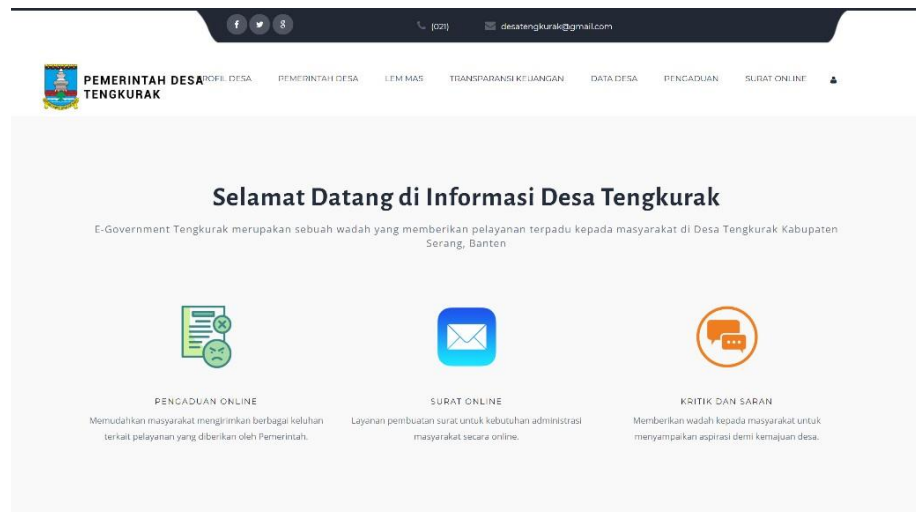 (021) desatengkurak@gmail.com
PEMERINTAH DESA
TENGKURAK
ROFIL DESA PEMERINTAH DESA LEM MAS TRANSPARANSI KEUANGAN DATA DESA PENGADUAN SURAT ONLINE
Selamat Datang di Informasi Desa Tengkurak
E-Government Tengkurak merupakan sebuah wadah yang memberikan pelayanan terpadu kepada masyarakat di Desa Tengkurak Kabupaten
Serang, Banten
PENGADUAN ONLINE
Memudahkan masyarakat mengirimkan berbagai keluhan
terkait pelayanan yang diberikan oleh Pemerintah.
SURAT ONLINE
Layanan pembuatan surat untuk kebutuhan administrasi
masyarakat secara online.
KRITIK DAN SARAN
Memberikan wadah kepada masyarakat untuk
menyampaikan aspirasi demi kemajuan desa.